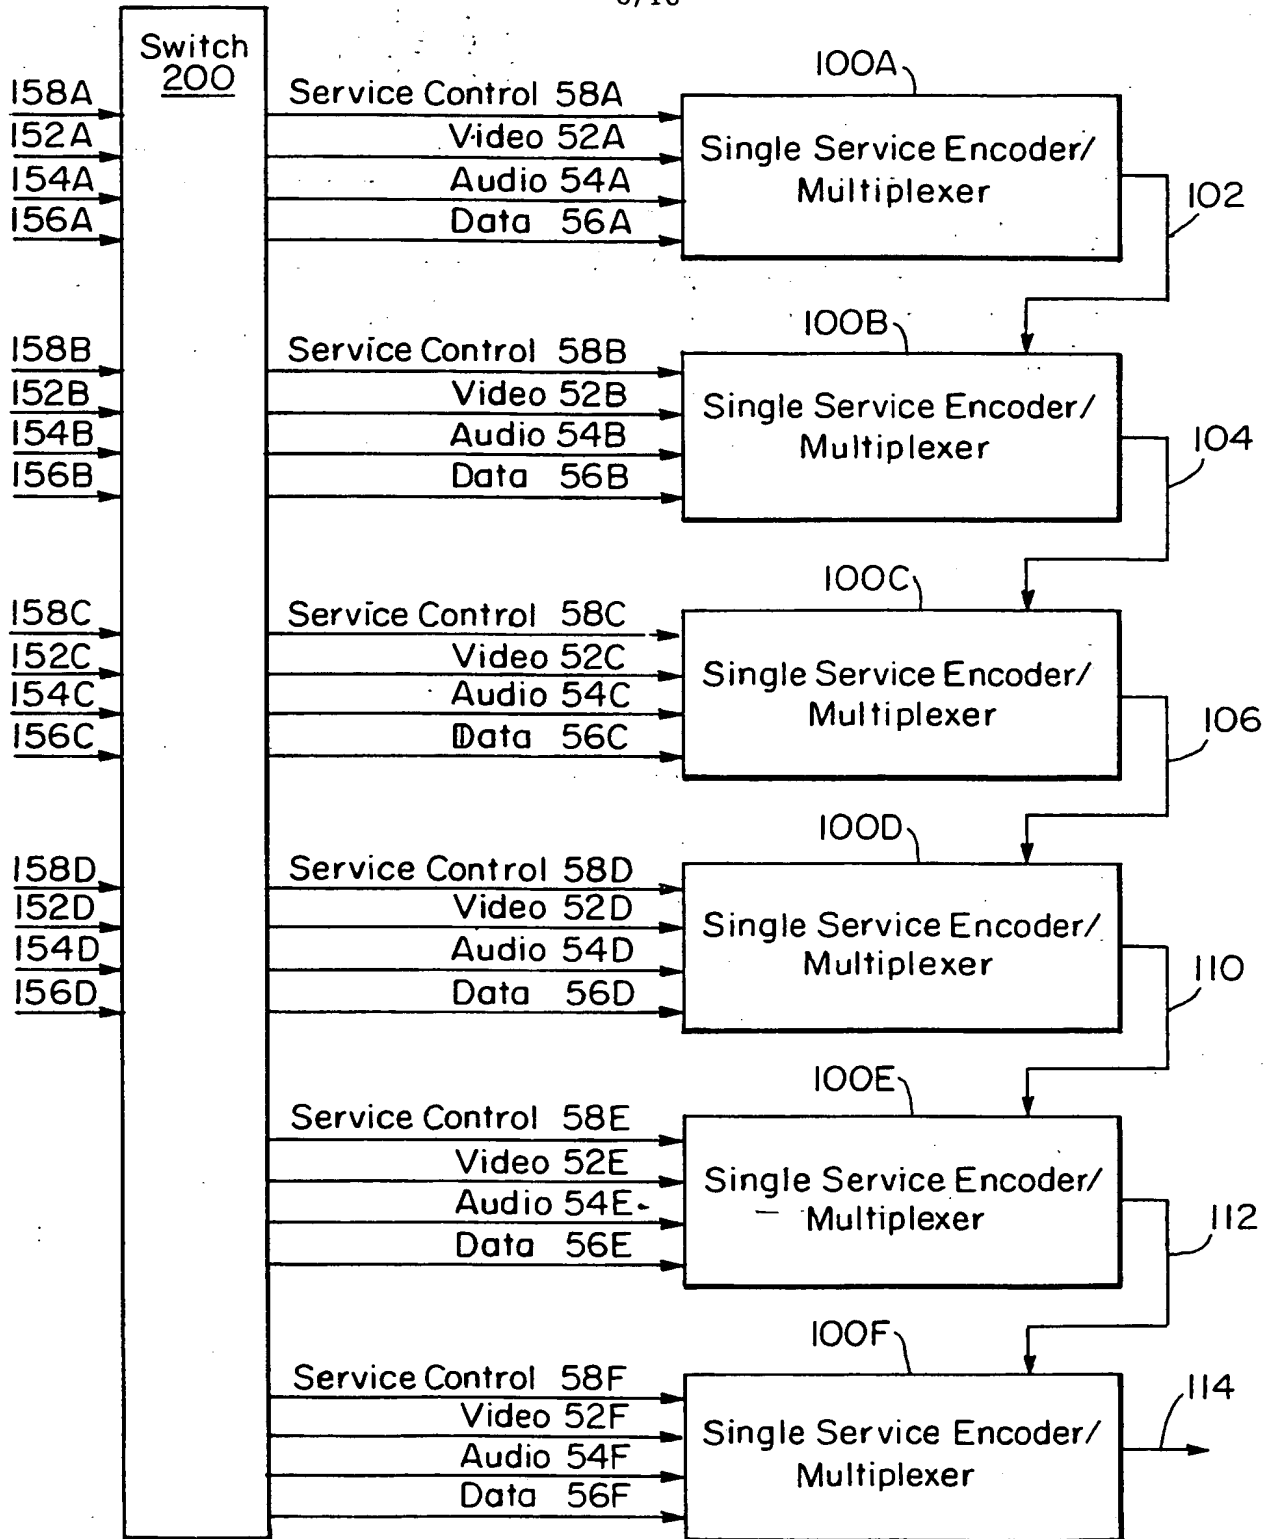 Switch
200
100A
158A
Service Control 58A
152A
Video 52A
154A
Audio 54A
156A
Data 56A
Single Service Encoder/
Multiplexer
102
100B
158B
Service Control 58B
152B
Video 52B
154B
Audio 54B
156B
Data 56B
Single Service Encoder/
Multiplexer
104
100C
158C
Service Control 58C
152C
Video 52C
154C
Audio 54C
156C
Data 56C
Single Service Encoder/
Multiplexer
106
100D
158D
Service Control 58D
152D
Video 52D
154D
Audio 54D
156D
Data 56D
Single Service Encoder/
Multiplexer
110
100E
Service Control 58E
Video 52E
Audio 54E
Data 56E
Single Service Encoder/
Multiplexer
112
100F
Service Control 58F
Video 52F
Audio 54F
Data 56F
Single Service Encoder/
Multiplexer
114